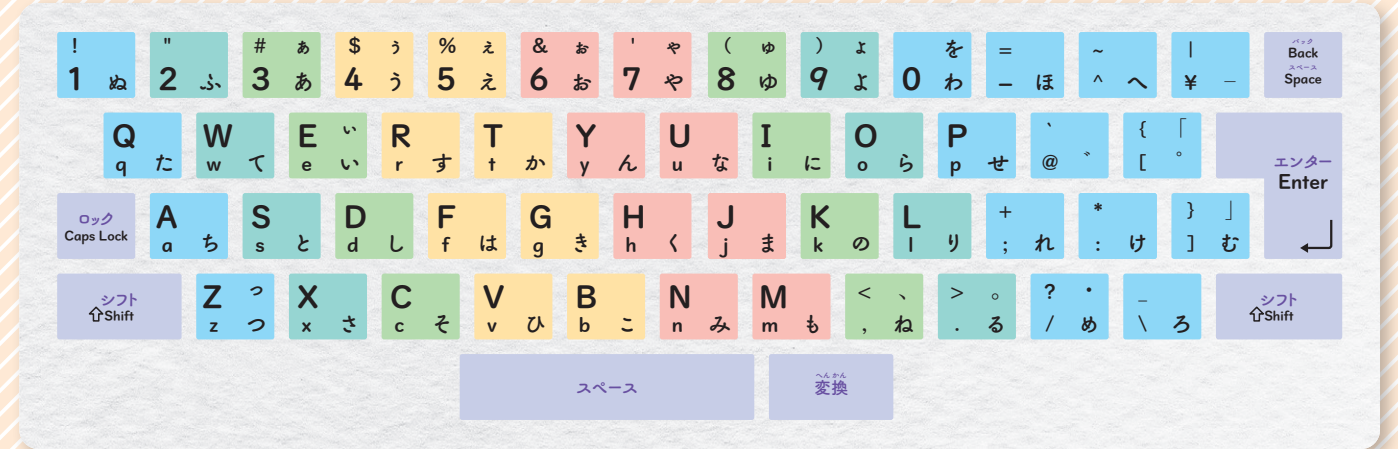 ! " # ぁ $ ぅ % ぇ & ぉ ' ゃ ( ゅ ) ょ を = ~ | バック Back
1 ぬ 2 ふ 3 あ 4 う 5 え 6 お 7 や 8 ゆ 9 よ 0 わ − ほ ^ へ ¥ ー スペース Space
Q W E ぃ R T Y U I O P ` { 「 エンター
q た w て e い r す t か y ん u な i に o ら p せ @ ゛ [ ゜ Enter
ロック A S D F G H J K L + * } 」
Caps Lock a ち s と d し f は g き h く j ま k の l り ; れ : け ] む
シフト Z っ X C V B N M < 、 > 。 ? ・ _ シフト
Shift z つ x さ c そ v ひ b こ n み m も , ね . る / め \ ろ Shift
スペース へんかん
変換